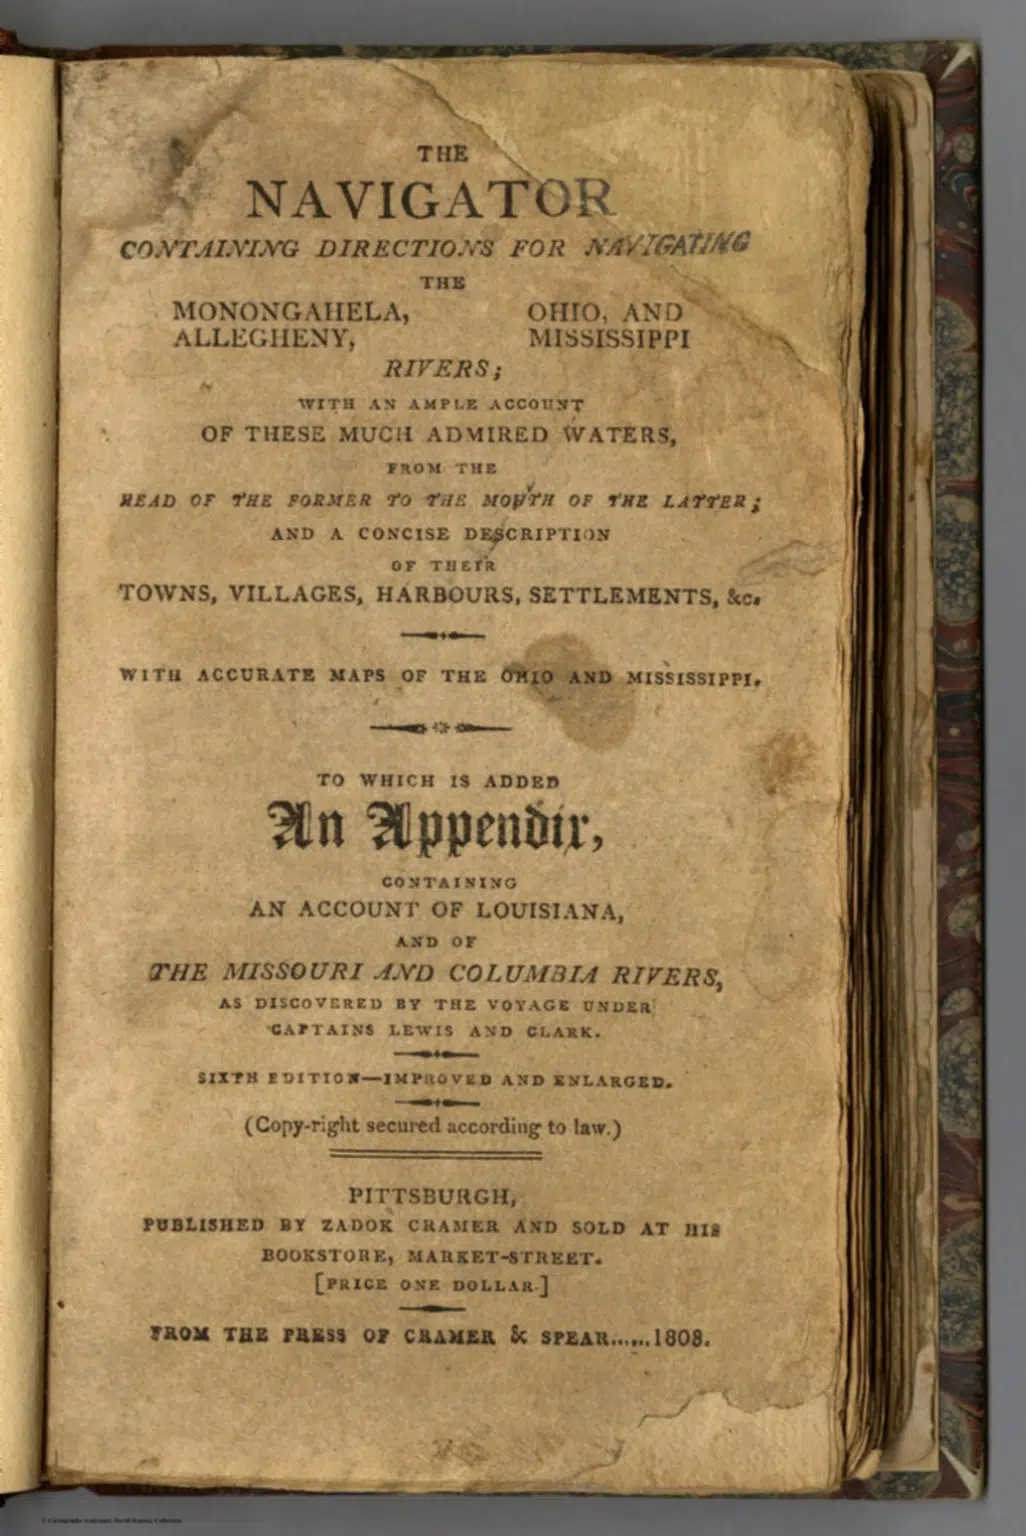 THE
NAVIGATOR
CONTAINING DIRECTIONS FOR NAVIGATING
THE
MONONGAHELA, OHIO, AND
ALLEGHENY, MISSISSIPPI
RIVERS;
WITH AN AMPLE ACCOUNT
OF THESE MUCH ADMIRED WATERS,
FROM THE
HEAD OF THE FORMER TO THE MOUTH OF THE LATTER;
AND A CONCISE DESCRIPTION
OF THEIR
TOWNS, VILLAGES, HARBOURS, SETTLEMENTS, &c.
WITH ACCURATE MAPS OF THE OHIO AND MISSISSIPPI.
TO WHICH IS ADDED
An Appendix,
CONTAINING
AN ACCOUNT OF LOUISIANA,
AND OF
THE MISSOURI AND COLUMBIA RIVERS,
AS DISCOVERED BY THE VOYAGE UNDER
CAPTAINS LEWIS AND CLARK.
SIXTH EDITION—IMPROVED AND ENLARGED.
(Copy-right secured according to law.)
PITTSBURGH,
PUBLISHED BY ZADOK CRAMER AND SOLD AT HIS
BOOKSTORE, MARKET-STREET.
[PRICE ONE DOLLAR.]
FROM THE PRESS OF CRAMER & SPEAR......1808.